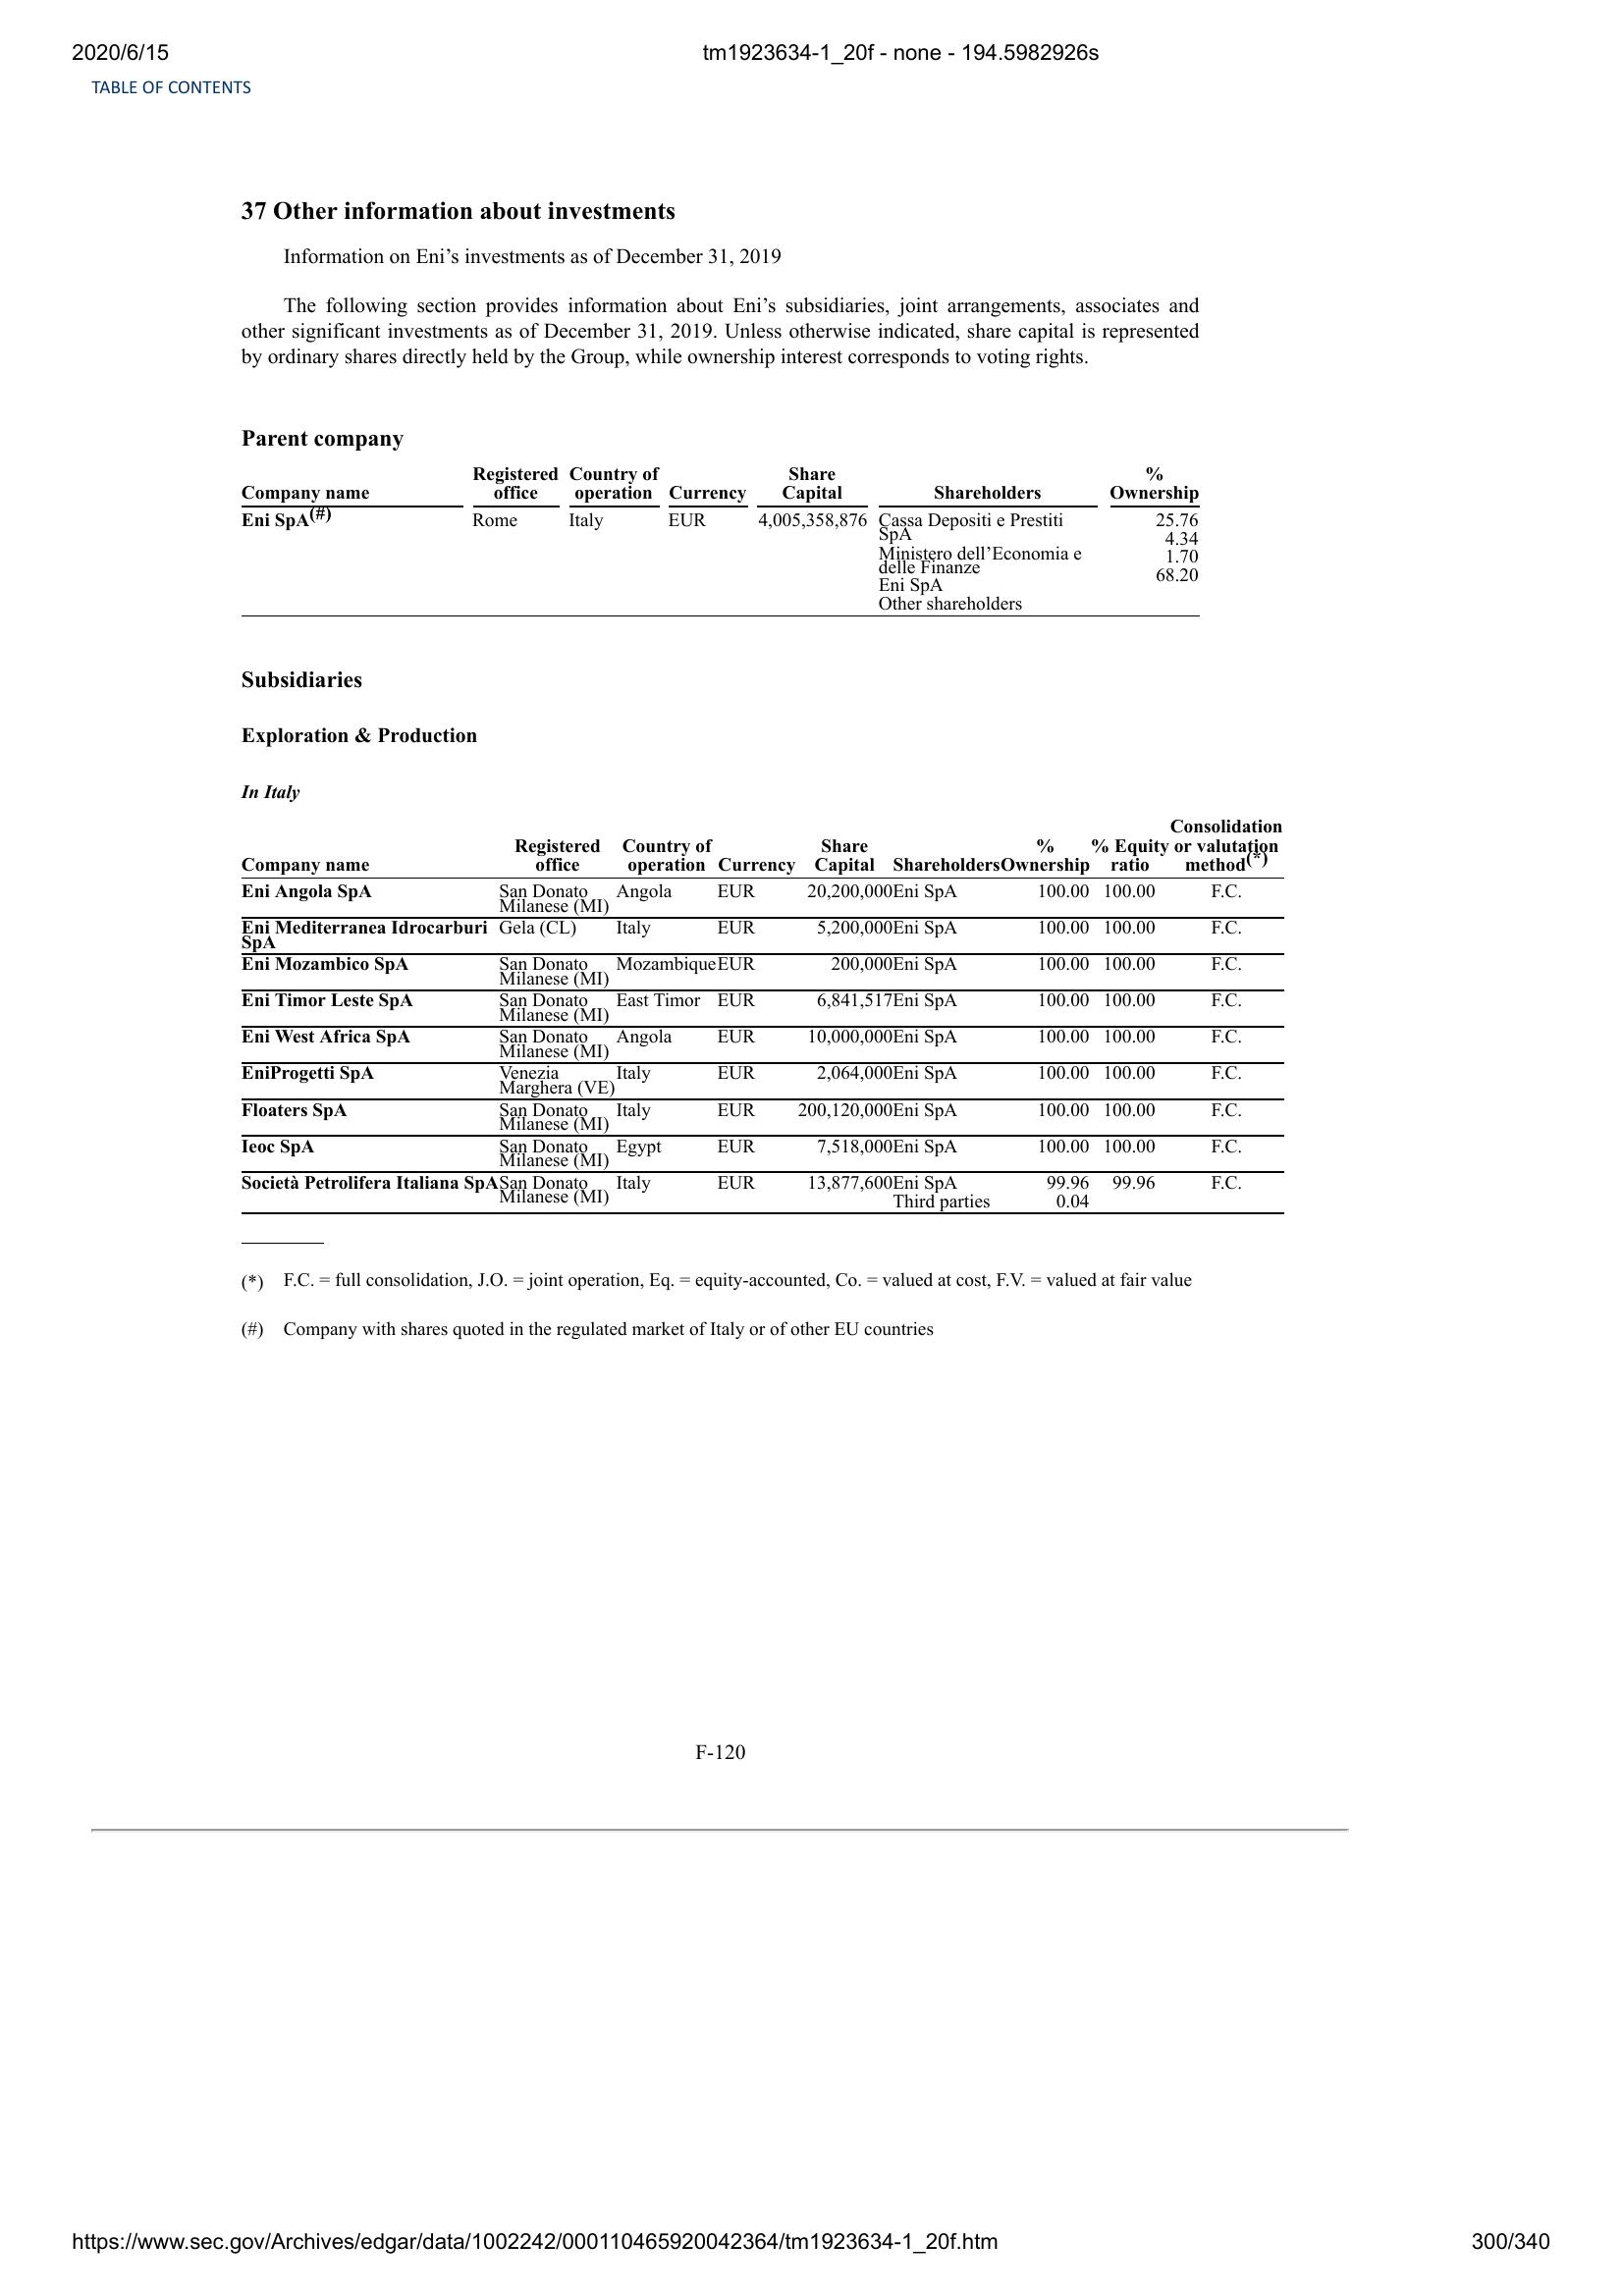 2020/6/15 tm1923634-1_20f - none - 194.5982926s
TABLE OF CONTENTS
37 Other information about investments
Information on Eni’s investments as of December 31, 2019
The following section provides information about Eni’s subsidiaries, joint arrangements, associates and
other significant investments as of December 31, 2019. Unless otherwise indicated, share capital is represented
by ordinary shares directly held by the Group, while ownership interest corresponds to voting rights.
Parent company
Registered Country of Share %
Company name office operation Currency Capital Shareholders Ownership
Eni SpA(#) Rome Italy EUR 4,005,358,876 Cassa Depositi e Prestiti 25.76
SpA 4.34
Ministero dell’Economia e 1.70
delle Finanze 68.20
Eni SpA
Other shareholders
Subsidiaries
Exploration & Production
In Italy
Consolidation
Registered Country of Share % % Equity or valutation
Company name office operation Currency Capital Shareholders Ownership ratio method(*)
Eni Angola SpA San Donato Angola EUR 20,200,000 Eni SpA 100.00 100.00 F.C.
Milanese (MI)
Eni Mediterranea Idrocarburi Gela (CL) Italy EUR 5,200,000 Eni SpA 100.00 100.00 F.C.
SpA
Eni Mozambico SpA San Donato Mozambique EUR 200,000 Eni SpA 100.00 100.00 F.C.
Milanese (MI)
Eni Timor Leste SpA San Donato East Timor EUR 6,841,517 Eni SpA 100.00 100.00 F.C.
Milanese (MI)
Eni West Africa SpA San Donato Angola EUR 10,000,000 Eni SpA 100.00 100.00 F.C.
Milanese (MI)
EniProgetti SpA Venezia Italy EUR 2,064,000 Eni SpA 100.00 100.00 F.C.
Marghera (VE)
Floaters SpA San Donato Italy EUR 200,120,000 Eni SpA 100.00 100.00 F.C.
Milanese (MI)
Ieoc SpA San Donato Egypt EUR 7,518,000 Eni SpA 100.00 100.00 F.C.
Milanese (MI)
Società Petrolifera Italiana SpA San Donato Italy EUR 13,877,600 Eni SpA 99.96 99.96 F.C.
Milanese (MI) Third parties 0.04
(*) F.C. = full consolidation, J.O. = joint operation, Eq. = equity-accounted, Co. = valued at cost, F.V. = valued at fair value
(#) Company with shares quoted in the regulated market of Italy or of other EU countries
F-120
https://www.sec.gov/Archives/edgar/data/1002242/000110465920042364/tm1923634-1_20f.htm 300/340